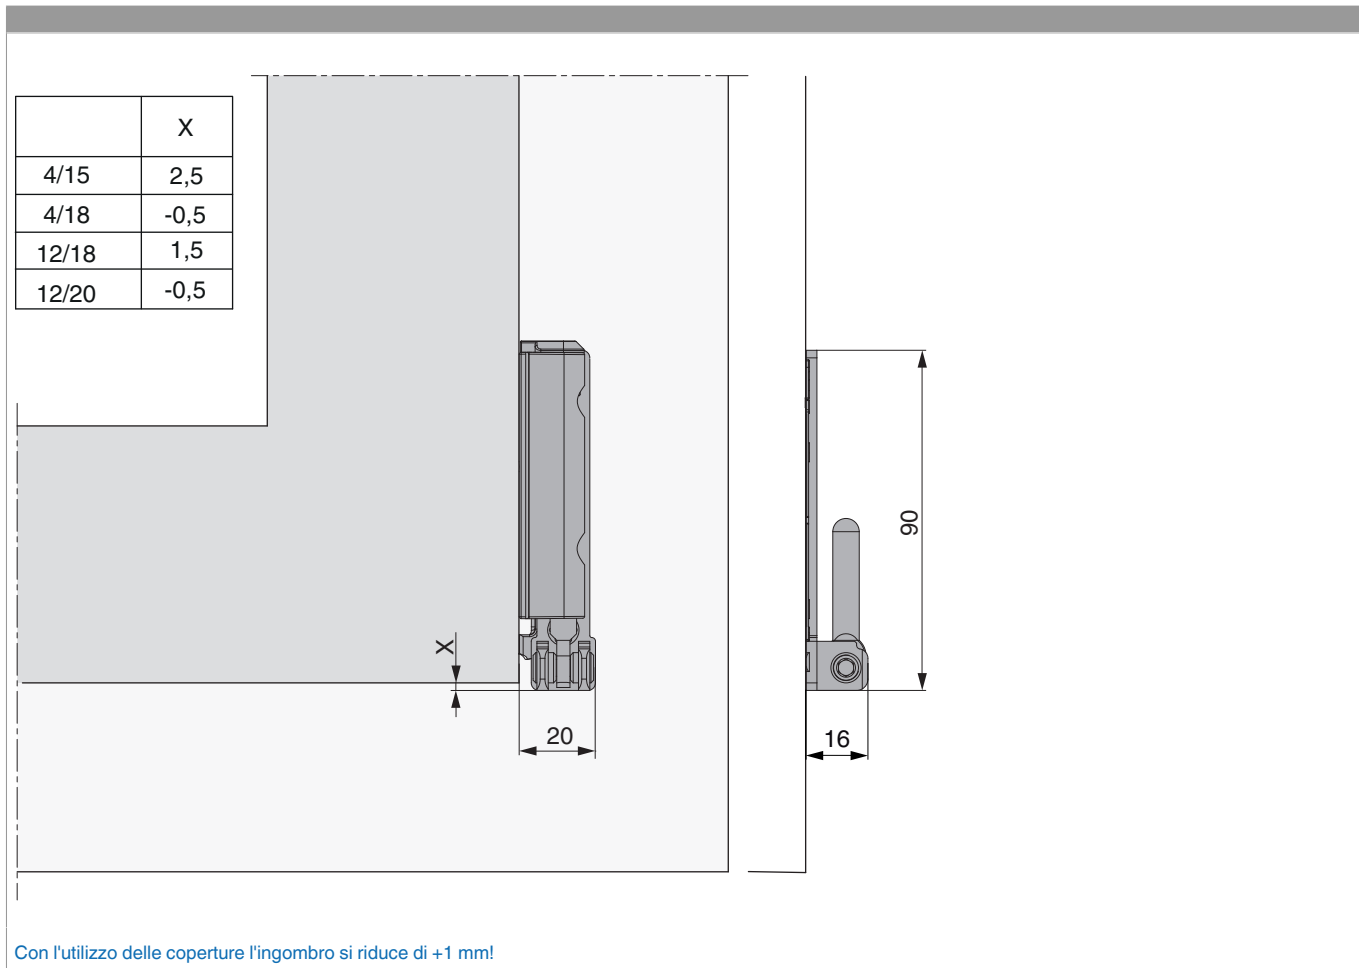 X
4/15 2,5
4/18 -0,5
12/18 1,5
12/20 -0,5
90
X
20
16
Con l'utilizzo delle coperture l'ingombro si riduce di +1 mm!